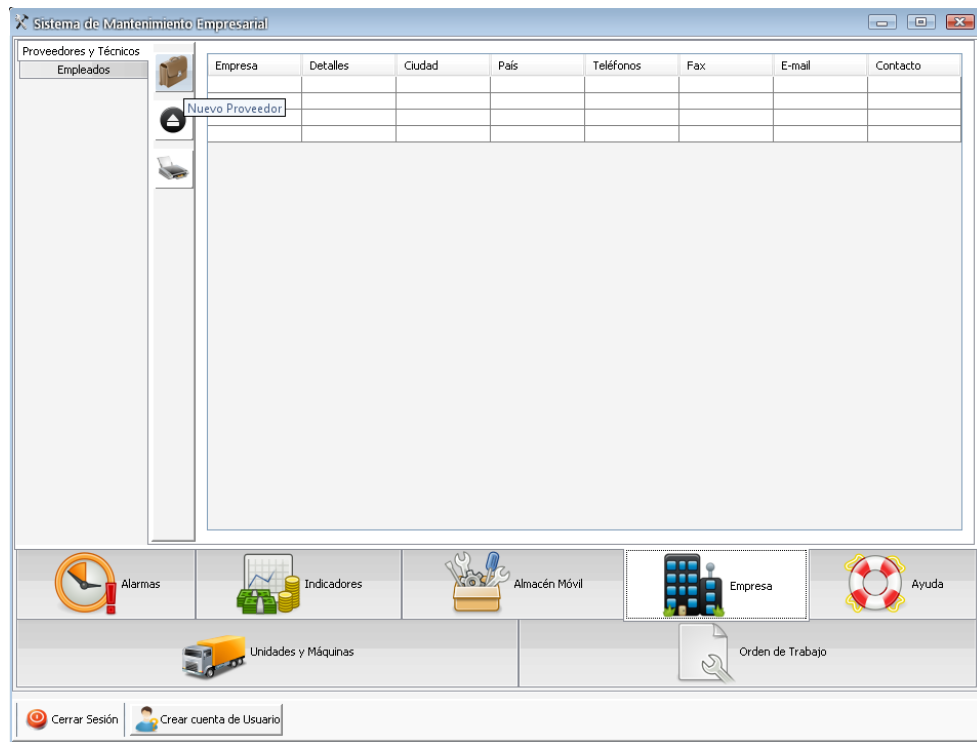 Sistema de Mantenimiento Empresarial
Proveedores y Técnicos
Empleados
Nuevo Proveedor
Empresa Detalles Ciudad País Teléfonos Fax E-mail Contacto
Alarmas Indicadores Almacén Móvil Empresa Ayuda
Unidades y Máquinas Orden de Trabajo
Cerrar Sesión Crear cuenta de Usuario